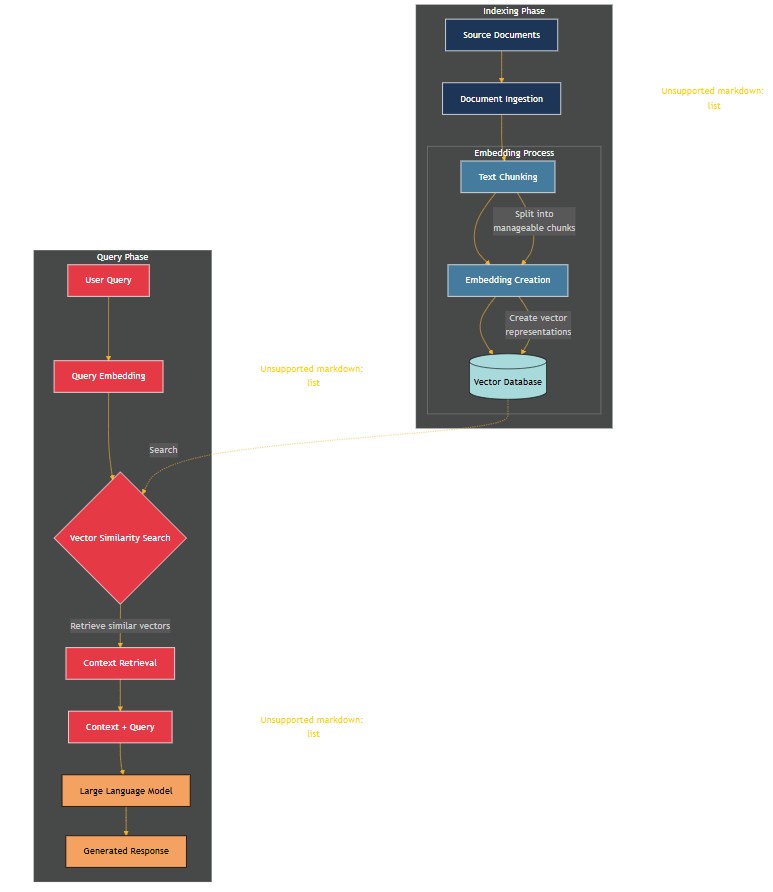 Indexing Phase
Source Documents
Document Ingestion
Unsupported markdown:
list
Embedding Process
Text Chunking
Split into
manageable chunks
Embedding Creation
Create vector
representations
Vector Database
Query Phase
User Query
Query Embedding
Unsupported markdown:
list
Search
Vector Similarity Search
Retrieve similar vectors
Context Retrieval
Context + Query
Unsupported markdown:
list
Large Language Model
Generated Response